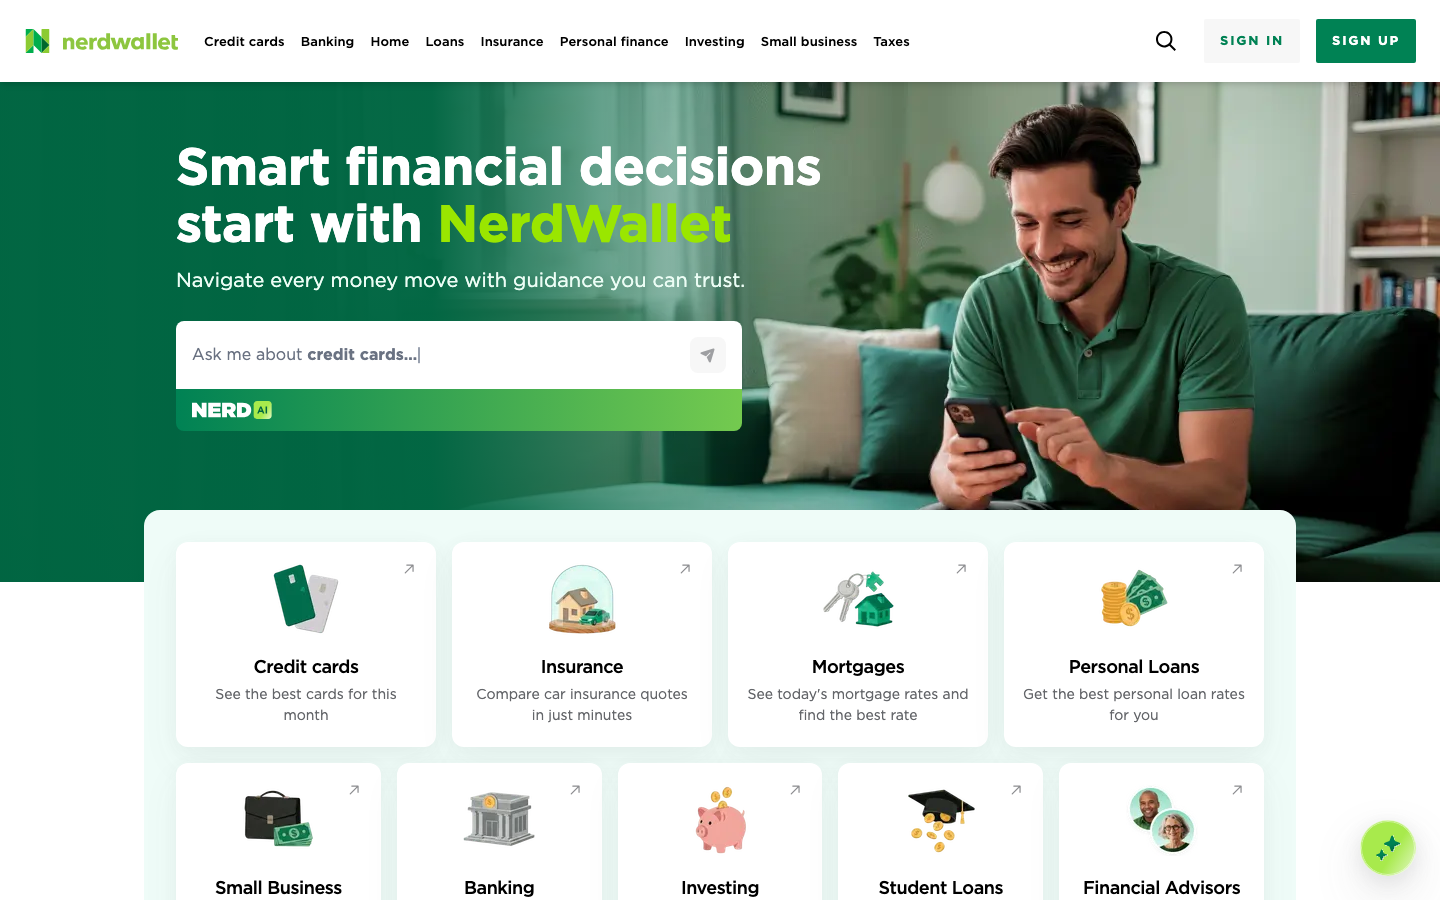 nerdwallet
Credit cards Banking Home Loans Insurance Personal finance Investing Small business Taxes
SIGN IN
SIGN UP
Smart financial decisions
start with NerdWallet
Navigate every money move with guidance you can trust.
Ask me about credit cards...|
NERD AI
Credit cards
See the best cards for this
month
Insurance
Compare car insurance quotes
in just minutes
Mortgages
See today's mortgage rates and
find the best rate
Personal Loans
Get the best personal loan rates
for you
Small Business
Banking
Investing
Student Loans
Financial Advisors